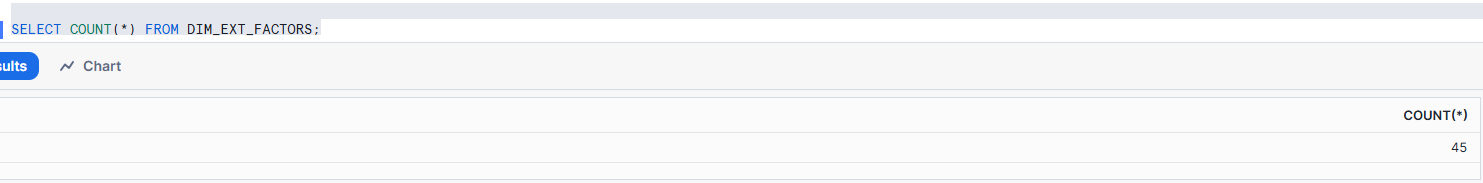 SELECT COUNT(*) FROM DIM_EXT_FACTORS;
sults
Chart
COUNT(*)
45